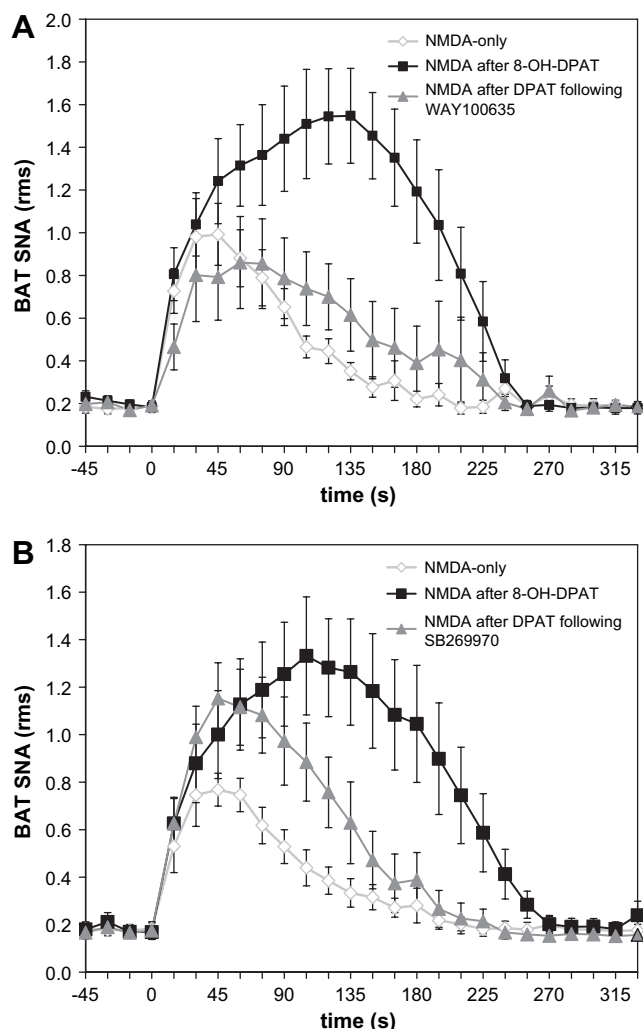 A
2.0
1.8
1.6
1.4
1.2
1.0
0.8
0.6
0.4
0.2
0.0
BAT SNA (rms)
NMDA-only
NMDA after 8-OH-DPAT
NMDA after DPAT following
WAY100635
-45 0 45 90 135 180 225 270 315
time (s)
B
1.8
1.6
1.4
1.2
1.0
0.8
0.6
0.4
0.2
0.0
BAT SNA (rms)
NMDA-only
NMDA after 8-OH-DPAT
NMDA after DPAT following
SB269970
-45 0 45 90 135 180 225 270 315
time (s)